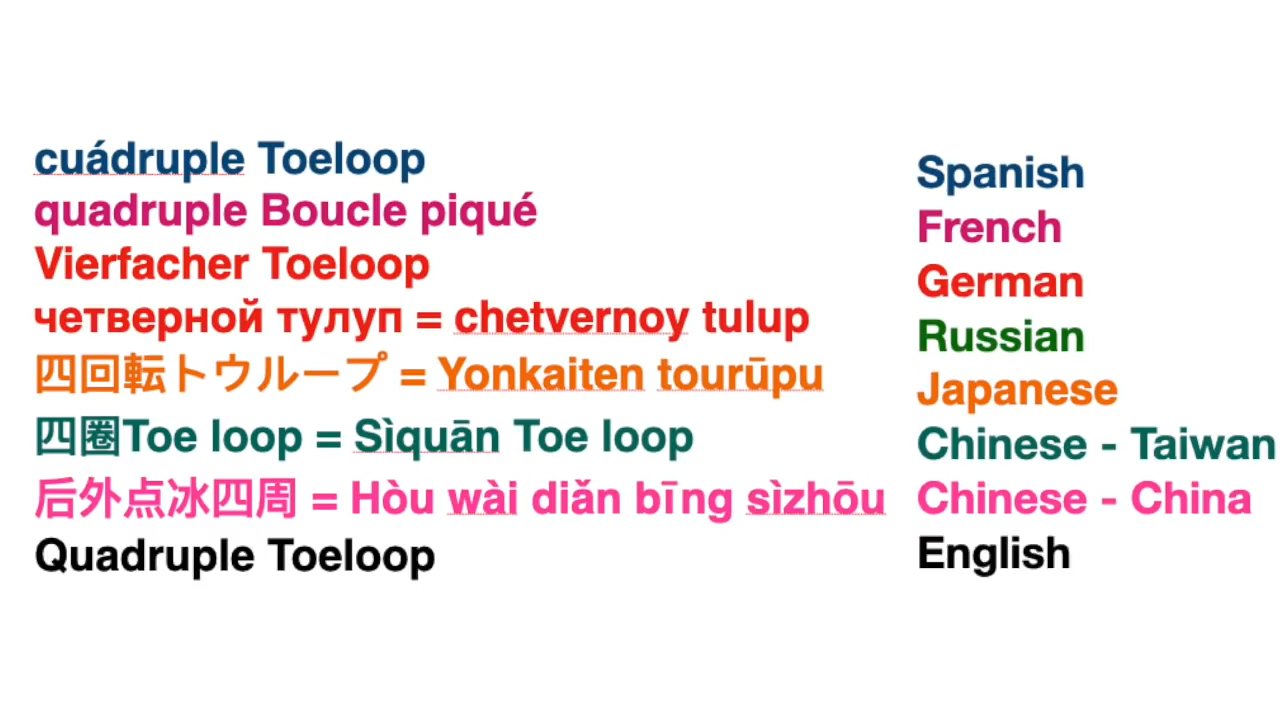 cuádruple Toeloop
quadruple Boucle piqué
Vierfacher Toeloop
четверной тулуп = chetvernoy tulup
四回転トウループ = Yonkaiten tourūpu
四圈Toe loop = Sìquān Toe loop
后外点冰四周 = Hòu wài diǎn bīng sìzhōu
Quadruple Toeloop
Spanish
French
German
Russian
Japanese
Chinese - Taiwan
Chinese - China
English